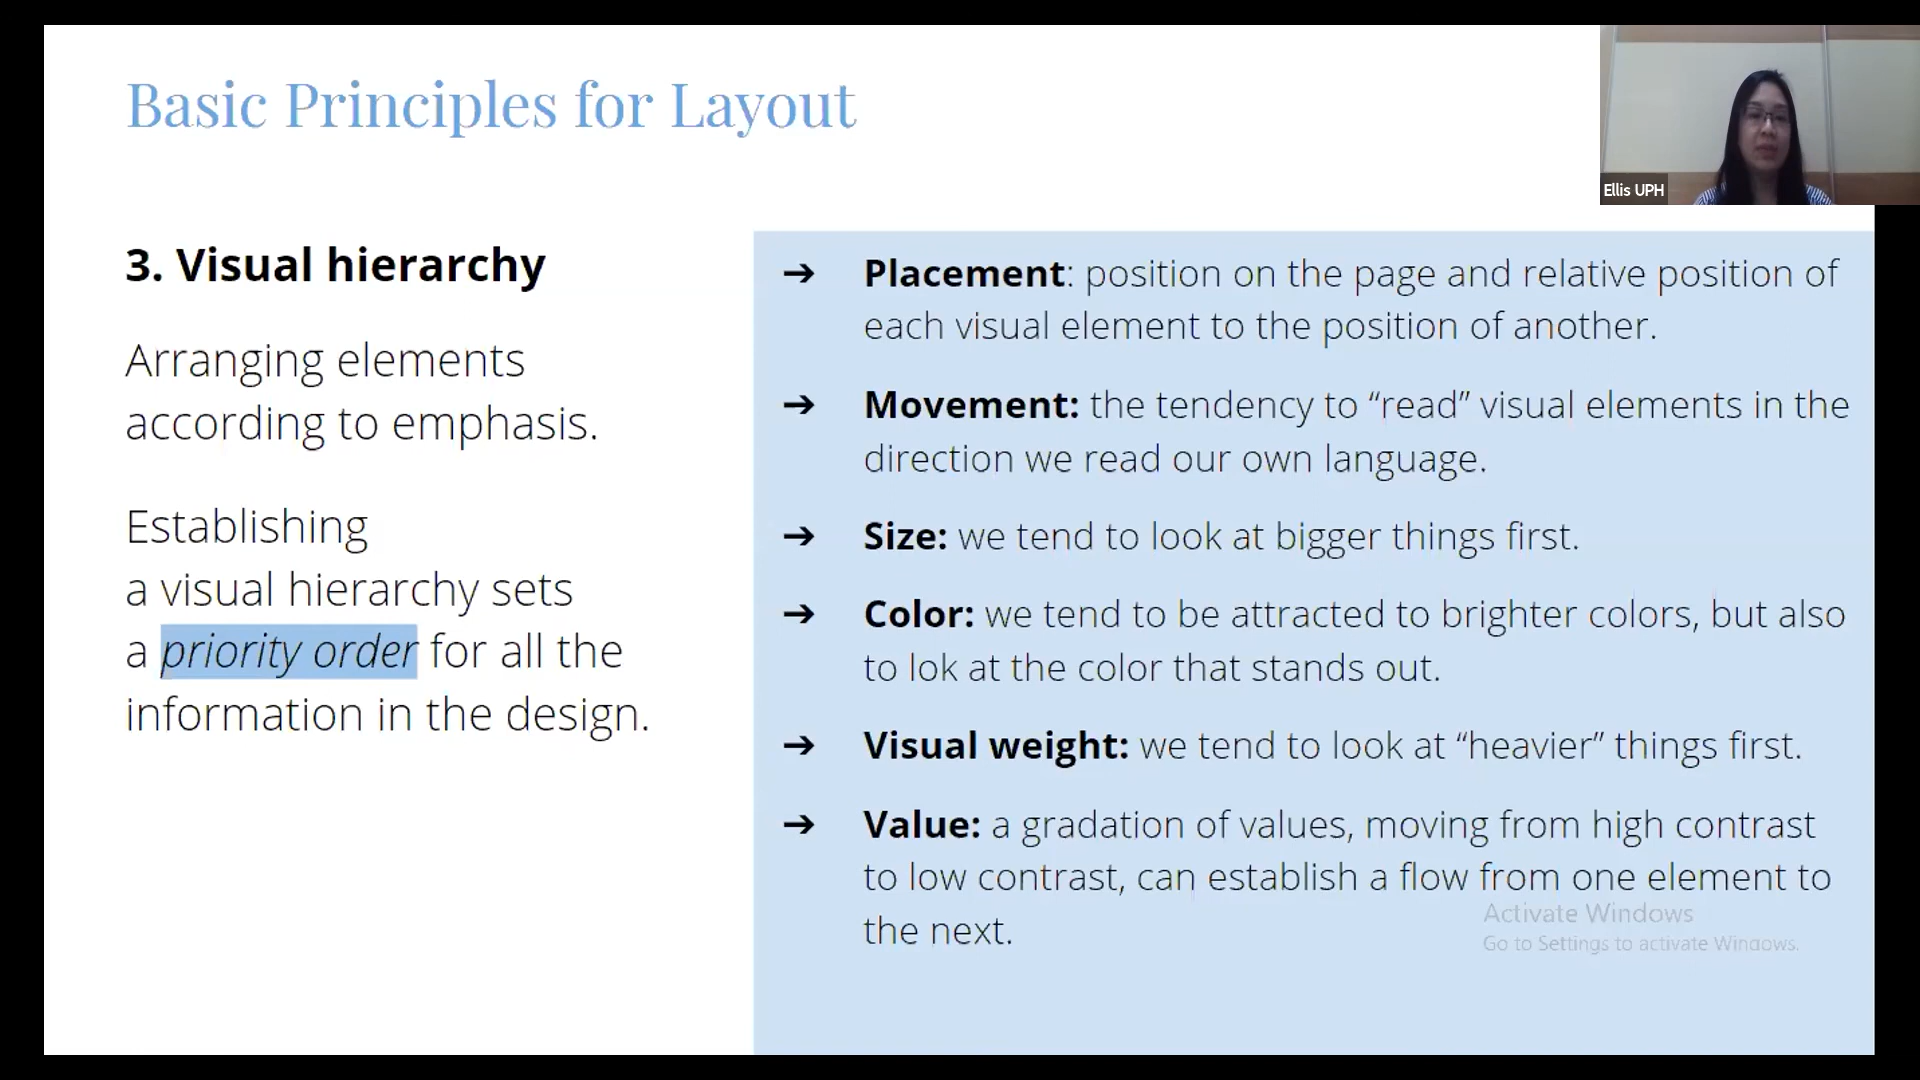 Basic Principles for Layout
Ellis UPH
3. Visual hierarchy
Arranging elements
according to emphasis.
Establishing
a visual hierarchy sets
a priority order for all the
information in the design.
➔ Placement: position on the page and relative position of
each visual element to the position of another.
➔ Movement: the tendency to “read” visual elements in the
direction we read our own language.
➔ Size: we tend to look at bigger things first.
➔ Color: we tend to be attracted to brighter colors, but also
to lok at the color that stands out.
➔ Visual weight: we tend to look at “heavier” things first.
➔ Value: a gradation of values, moving from high contrast
to low contrast, can establish a flow from one element to
the next.
Activate Windows
Go to Settings to activate Windows.